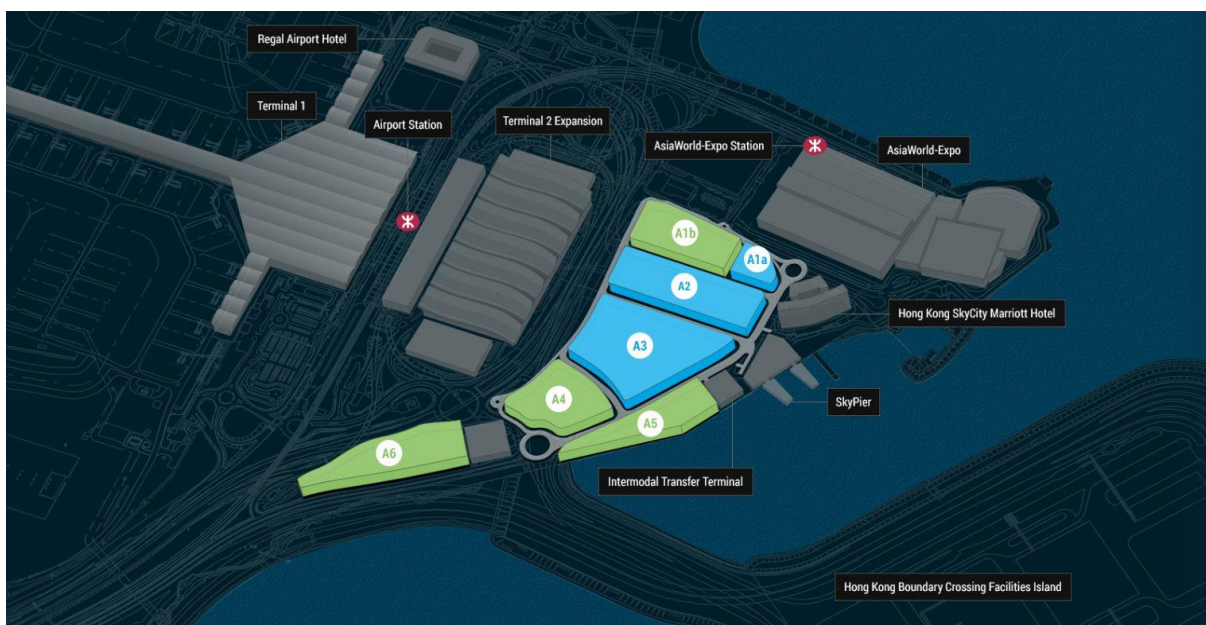 Regal Airport Hotel
Terminal 1
Airport Station
Terminal 2 Expansion
AsiaWorld-Expo Station
AsiaWorld-Expo
A1b
A1a
A2
Hong Kong SkyCity Marriott Hotel
A3
A4
SkyPier
A5
A6
Intermodal Transfer Terminal
Hong Kong Boundary Crossing Facilities Island